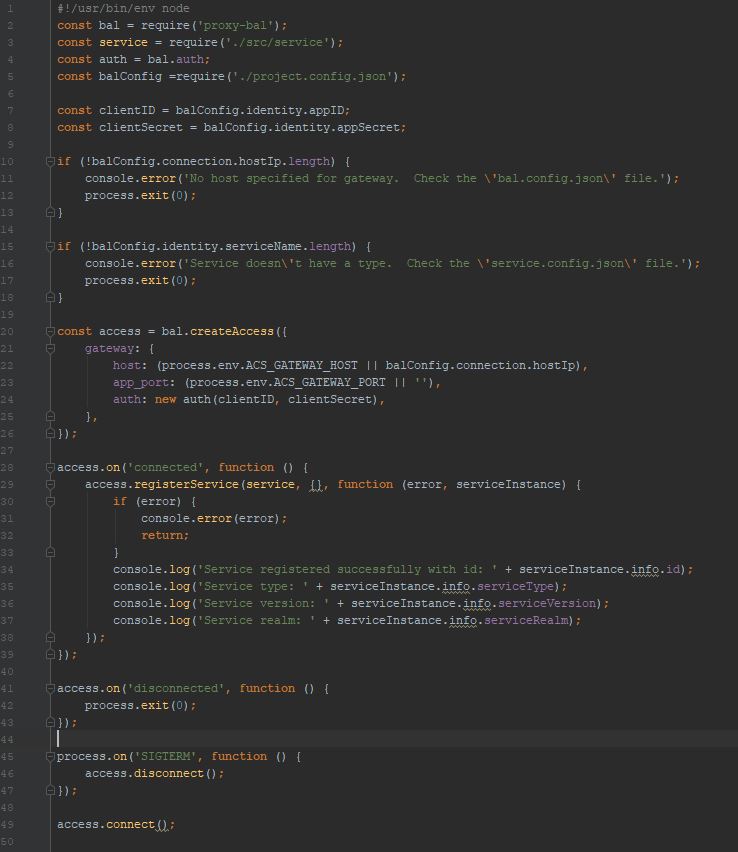 1 #!/usr/bin/env node
2 const bal = require('proxy-bal');
3 const service = require('./src/service');
4 const auth = bal.auth;
5 const balConfig =require('./project.config.json');
6
7 const clientID = balConfig.identity.appID;
8 const clientSecret = balConfig.identity.appSecret;
9
10 if (!balConfig.connection.hostIp.length) {
11     console.error('No host specified for gateway.  Check the \'bal.config.json\' file.');
12     process.exit(0);
13 }
14
15 if (!balConfig.identity.serviceName.length) {
16     console.error('Service doesn\'t have a type.  Check the \'service.config.json\' file.');
17     process.exit(0);
18 }
19
20 const access = bal.createAccess({
21     gateway: {
22         host: (process.env.ACS_GATEWAY_HOST || balConfig.connection.hostIp),
23         app_port: (process.env.ACS_GATEWAY_PORT || ''),
24         auth: new auth(clientID, clientSecret),
25     },
26 });
27
28 access.on('connected', function () {
29     access.registerService(service, {}, function (error, serviceInstance) {
30         if (error) {
31             console.error(error);
32             return;
33         }
34         console.log('Service registered successfully with id: ' + serviceInstance.info.id);
35         console.log('Service type: ' + serviceInstance.info.serviceType);
36         console.log('Service version: ' + serviceInstance.info.serviceVersion);
37         console.log('Service realm: ' + serviceInstance.info.serviceRealm);
38     });
39 });
40
41 access.on('disconnected', function () {
42     process.exit(0);
43 });
44
45 process.on('SIGTERM', function () {
46     access.disconnect();
47 });
48
49 access.connect();
50